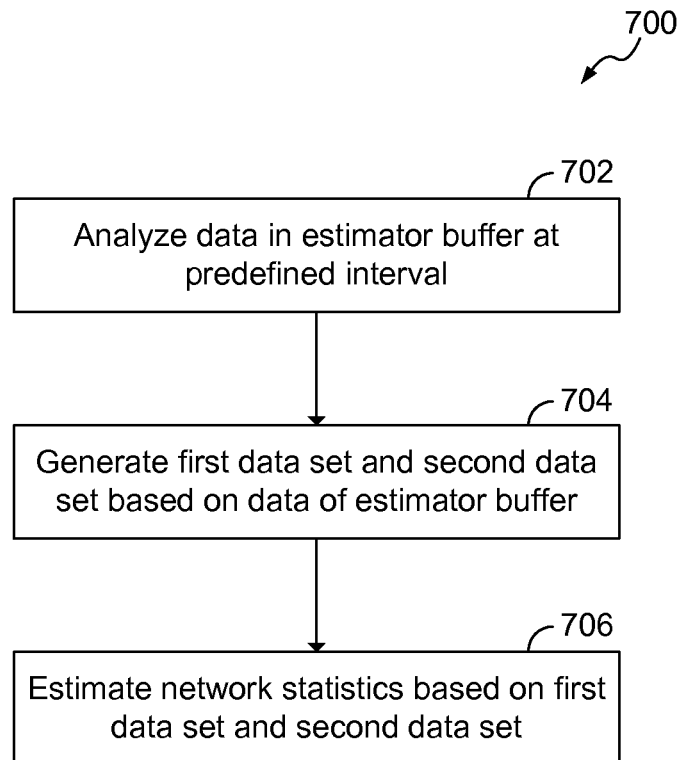 700
702
Analyze data in estimator buffer at
predefined interval
704
Generate first data set and second data
set based on data of estimator buffer
706
Estimate network statistics based on first
data set and second data set